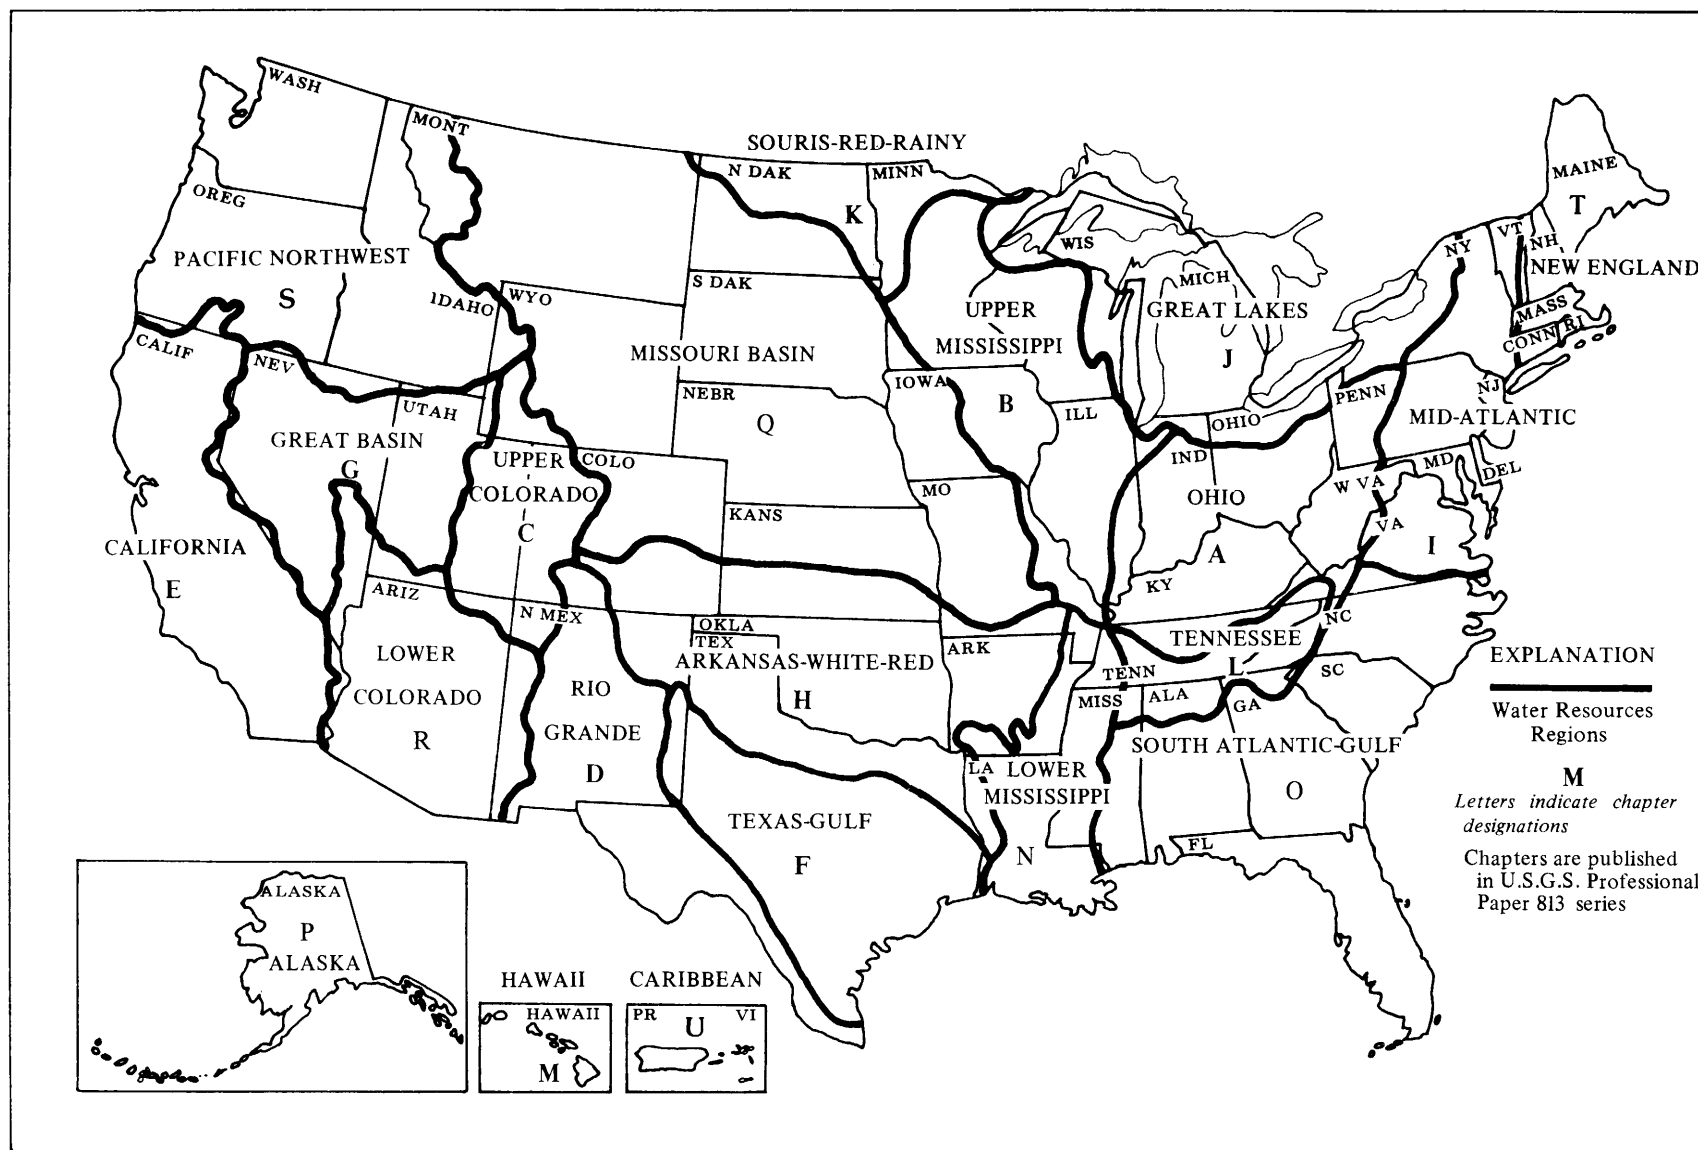 WASH
MONT
SOURIS-RED-RAINY
N DAK
MINN
K
MAINE
T
OREG
PACIFIC NORTHWEST
S
IDAHO
WYO
S DAK
WIS
MICH
GREAT LAKES
J
NY
VT
NH
NEW ENGLAND
MASS
CONN
RI
UPPER
MISSISSIPPI
B
MISSOURI BASIN
Q
CALIF
NEV
UTAH
GREAT BASIN
G
NEBR
IOWA
ILL
OHIO
PENN
NJ
MID-ATLANTIC
UPPER
COLORADO
C
COLO
KANS
MO
IND
OHIO
A
W VA
MD
DEL
VA
I
KY
CALIFORNIA
E
ARIZ
N MEX
OKLA
TEX
ARKANSAS-WHITE-RED
H
ARK
TENNESSEE
L
TENN
NC
SC
LOWER
COLORADO
R
RIO
GRANDE
D
MISS
ALA
GA
SOUTH ATLANTIC-GULF
O
LA
LOWER
MISSISSIPPI
N
FL
TEXAS-GULF
F
EXPLANATION
Water Resources
Regions
M
Letters indicate chapter
designations
Chapters are published
in U.S.G.S. Professional
Paper 813 series
ALASKA
P
ALASKA
HAWAII
HAWAII
M
CARIBBEAN
PR
VI
U